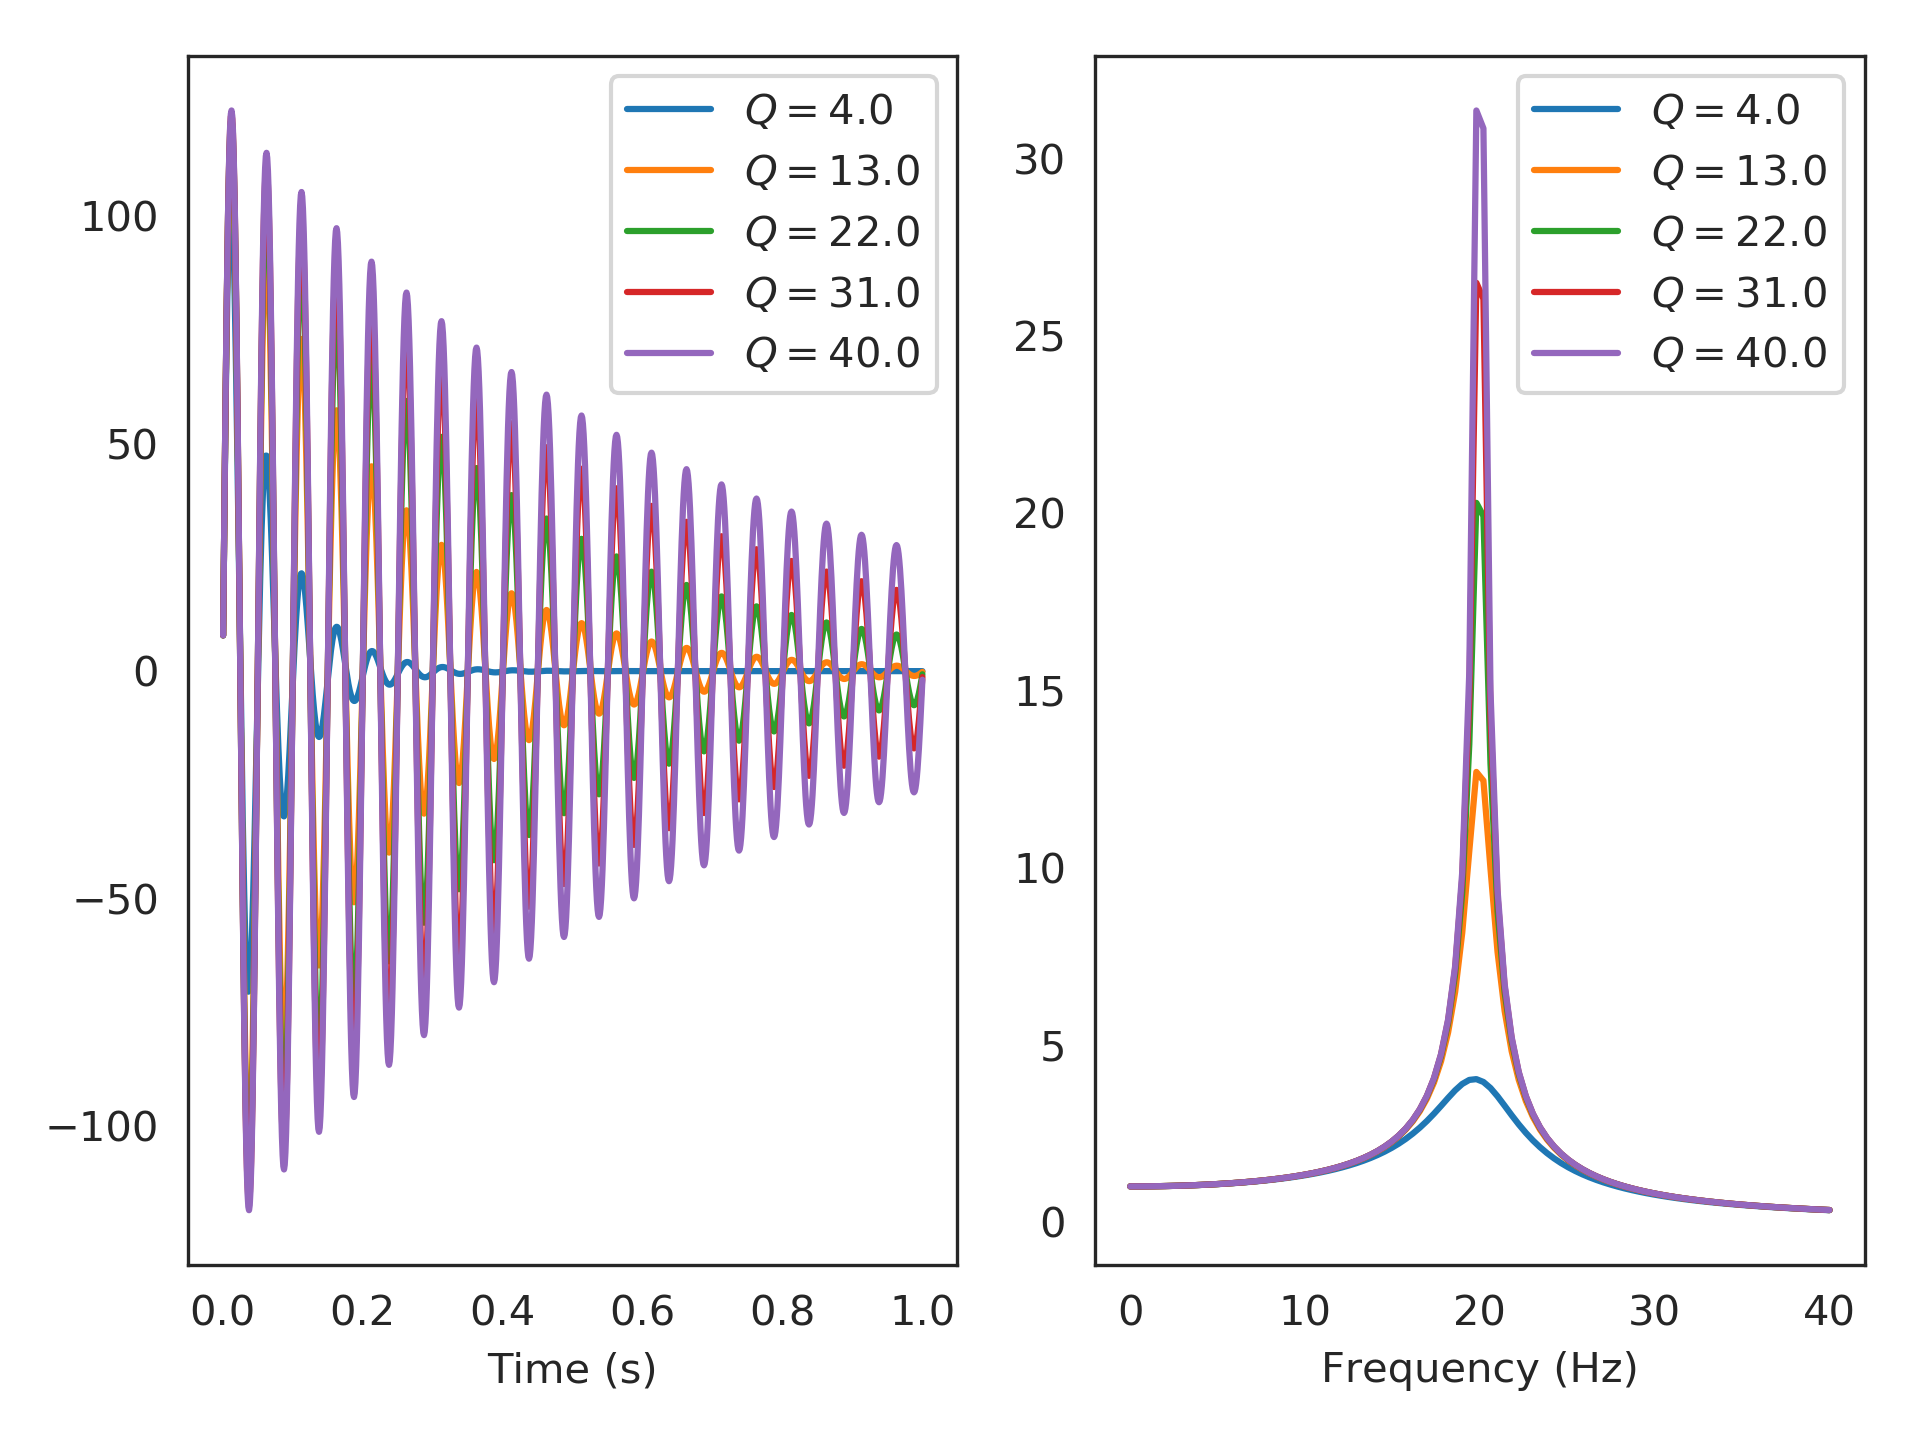 100
50
0
−50
−100
0.0 0.2 0.4 0.6 0.8 1.0
Time (s)
Q = 4.0
Q = 13.0
Q = 22.0
Q = 31.0
Q = 40.0
30
25
20
15
10
5
0
0 10 20 30 40
Frequency (Hz)
Q = 4.0
Q = 13.0
Q = 22.0
Q = 31.0
Q = 40.0